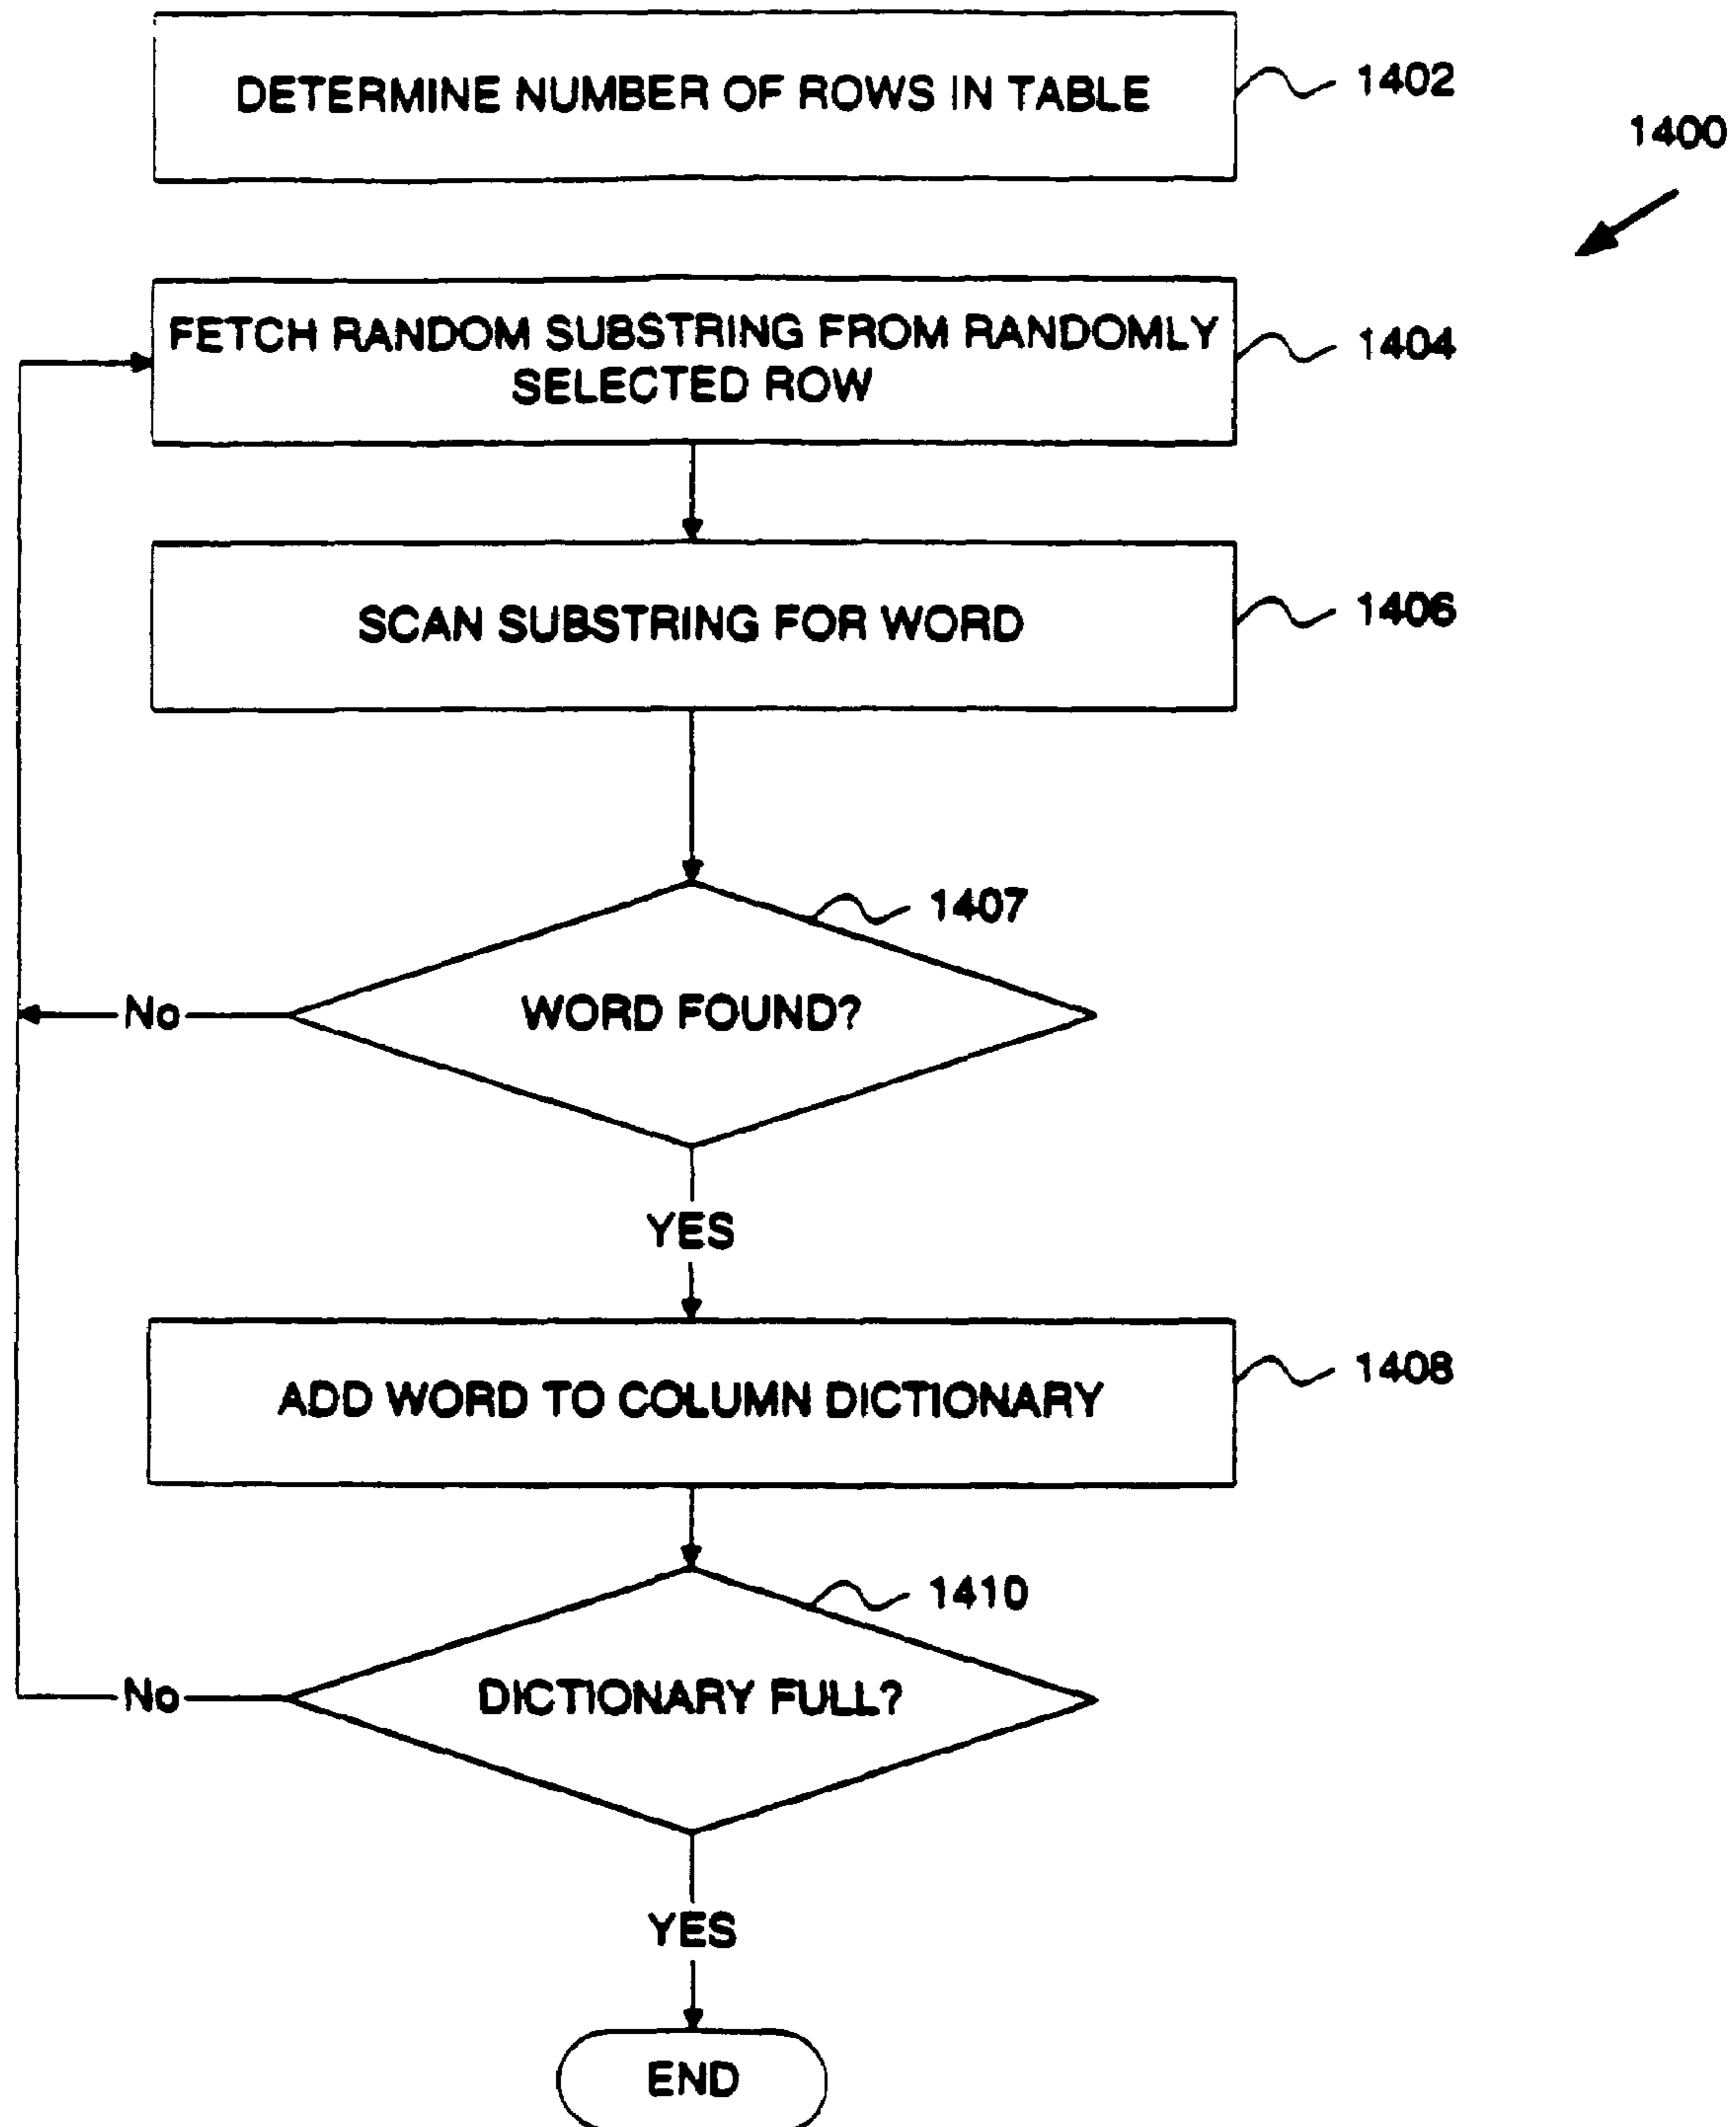 DETERMINE NUMBER OF ROWS IN TABLE
1402
1400
FETCH RANDOM SUBSTRING FROM RANDOMLY
SELECTED ROW
1404
SCAN SUBSTRING FOR WORD
1406
1407
WORD FOUND?
No
YES
ADD WORD TO COLUMN DICTIONARY
1408
1410
DICTIONARY FULL?
No
YES
END